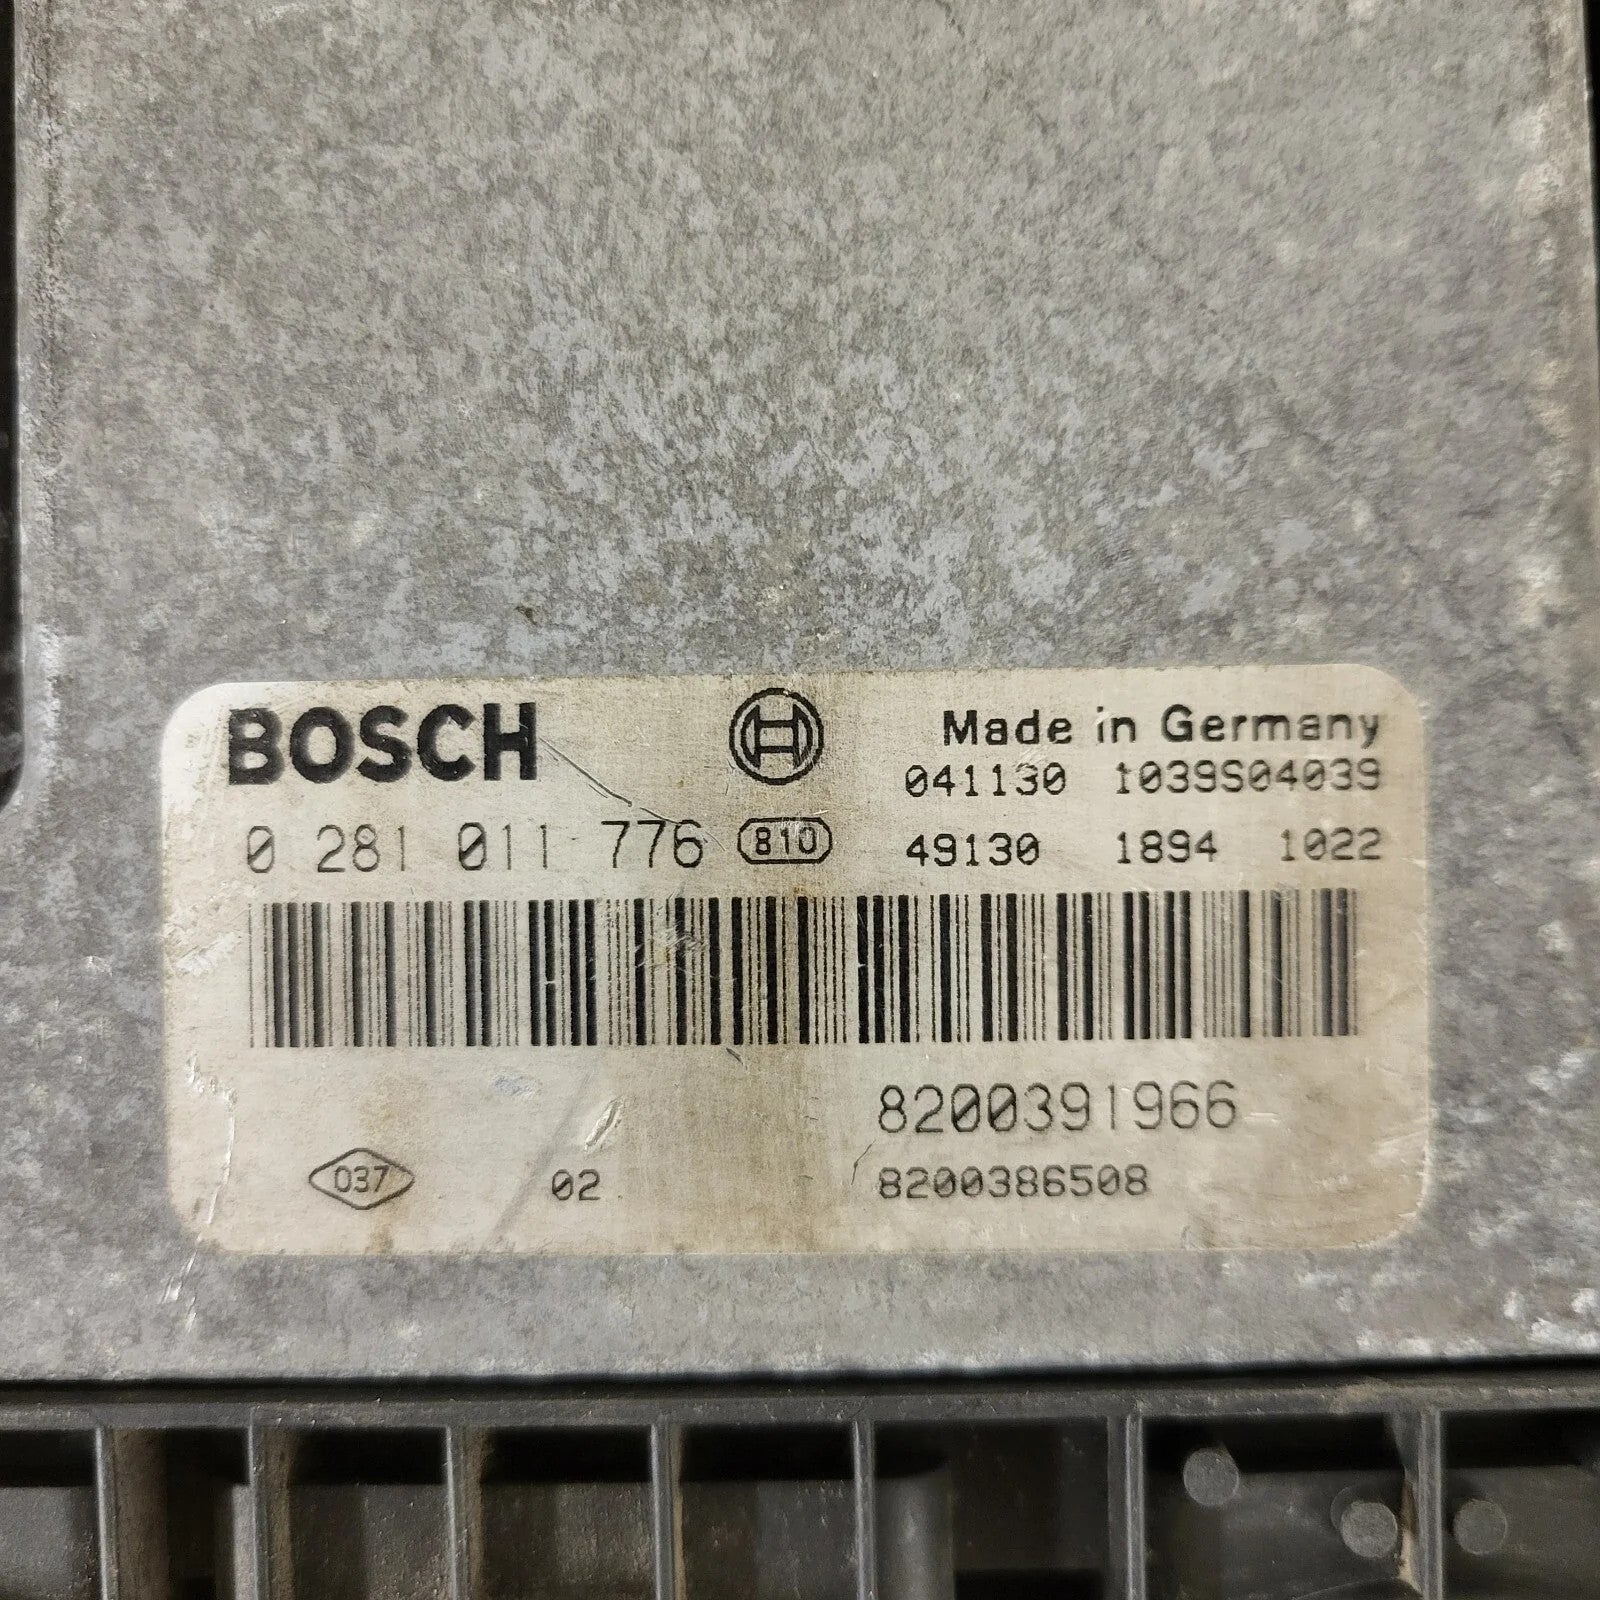 BOSCH
Made in Germany
041130 1039S04039
0 281 011 776 810 49130 1894 1022
8200391966
037 02 8200386508